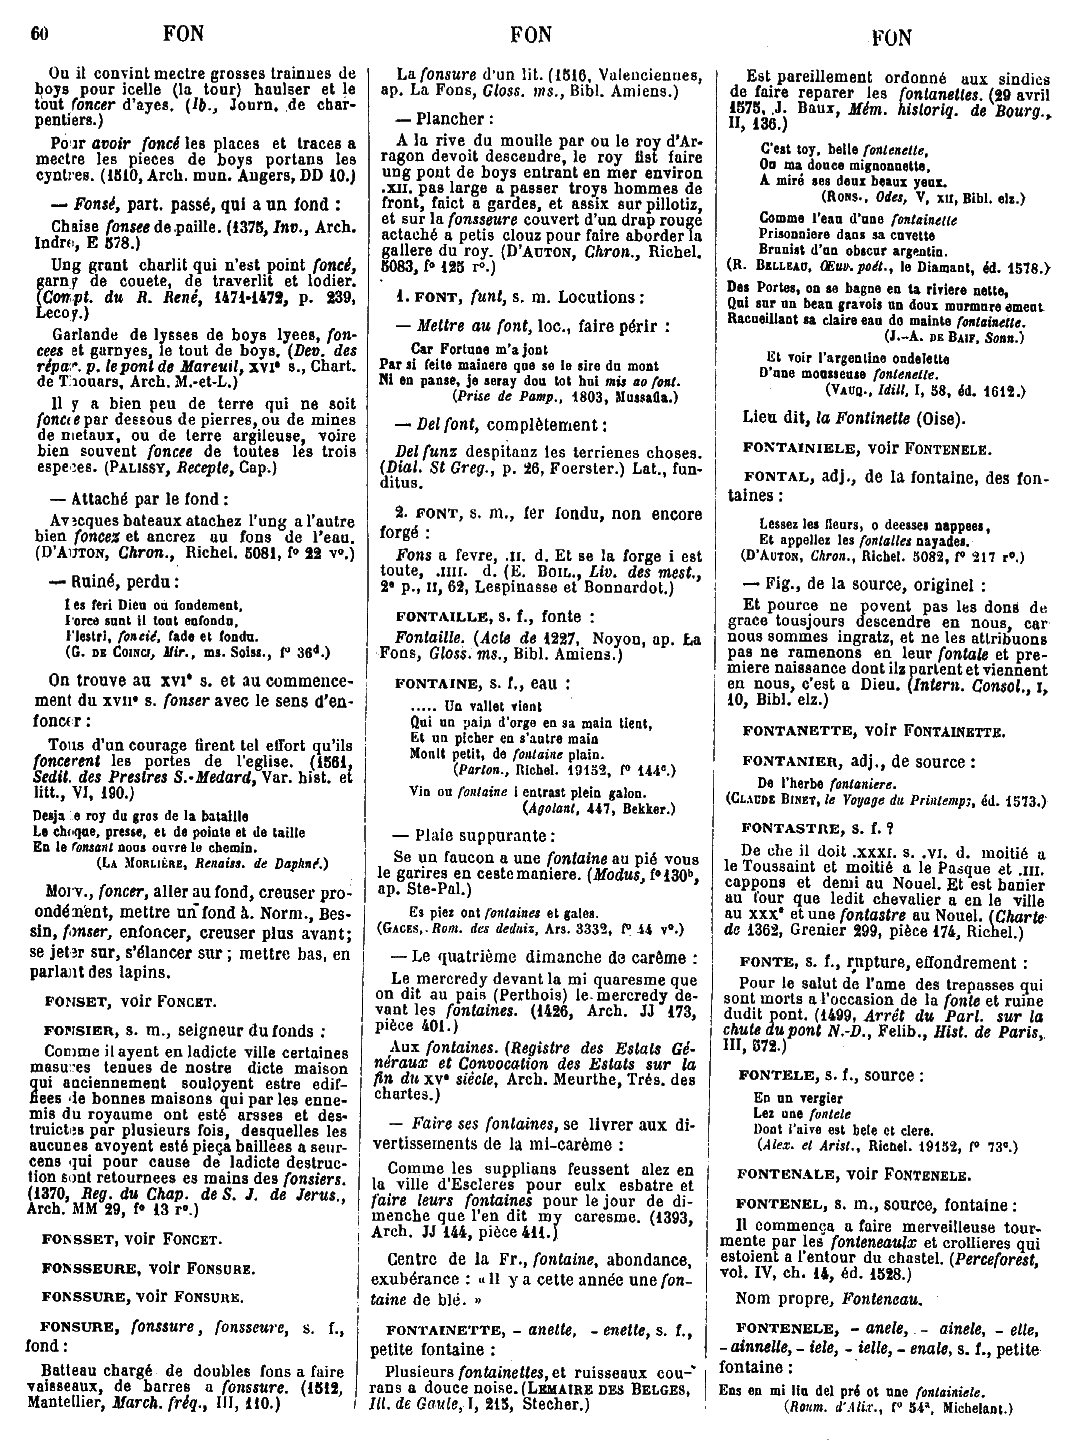 60 FON FON FON
Ou il convint mectre grosses trainnes de
boys pour icelle (la tour) haulser et le
tout foncer d'ayes. (Ib., Journ. de char-
pentiers.)
Pour avoir foncé les places et traces a
mectre les pieces de boys portans les
cyntres. (1510, Arch. mun. Angers, DD 10.)
— Fonsé, part. passé, qui a un fond :
Chaise fonsee de paille. (1375, Inv., Arch.
Indre, E 578.)
Ung grant charlit qui n'est point foncé,
garny de couete, de traverlit et lodier.
(Compt. du R. René, 1471-1472, p. 239,
Lecoy.)
Garlande de lysses de boys lyees, fon-
cees et garnyes, le tout de boys. (Dev. des
répar. p. le pont de Mareuil, XVIe s., Chart.
de Thouars, Arch. M.-et-L.)
Il y a bien peu de terre qui ne soit
foncee par dessous de pierres, ou de mines
de metaux, ou de terre argileuse, voire
bien souvent foncee de toutes les trois
especes. (PALISSY, Recepte, Cap.)
— Attaché par le fond :
Avecques bateaux atachez l'ung a l'autre
bien foncez et ancrez au fons de l'eau.
(D'AUTON, Chron., Richel. 5081, fo 22 vo.)
— Ruiné, perdu :
Les feri Dieu ou fondement,
Porce sunt il tout enfondu,
Flestri, foncié, fade et fondu.
(G. DE COINCI, Mir., ms. Soiss., fo 36d.)
On trouve au XVIe s. et au commence-
ment du XVIIe s. fonser avec le sens d'en-
foncer :
Tous d'un courage firent tel effort qu'ils
foncerent les portes de l'eglise. (1561,
Sedit. des Prestres S.-Medard, Var. hist. et
litt., VI, 190.)
Desja le roy du gros de la bataille
Le choque, presse, et de pointe et de taille
En le fonsant nous ouvre le chemin.
(LA MORLIÈRE, Renaiss. de Daphné.)
Morv., foncer, aller au fond, creuser pro-
ondément, mettre un fond à. Norm., Bes-
sin, fonser, enfoncer, creuser plus avant;
se jeter sur, s'élancer sur ; mettre bas, en
parlant des lapins.
FONSET, voir FONCET.
FONSIER, s. m., seigneur du fonds :
Comme il ayent en ladicte ville certaines
masures tenues de nostre dicte maison
qui anciennement souloyent estre edif-
fiees de bonnes maisons qui par les enne-
mis du royaume ont esté arsses et des-
truictes par plusieurs fois, desquelles les
aucunes avoyent esté pieça baillees a seur-
cens qui pour cause de ladicte destruc-
tion sont retournees es mains des fonsiers.
(1370, Reg. du Chap. de S. J. de Jerus.,
Arch. MM 29, fo 13 ro.)
FONSSET, voir FONCET.
FONSSEURE, voir FONSURE.
FONSSURE, voir FONSURE.
FONSURE, fonssure, fonsseure, s. f.,
fond :
Batteau chargé de doubles fons a faire
vaisseaux, de barres a fonssure. (1512,
Mantellier, March. fréq., III, 110.)
La fonsure d'un lit. (1516, Valenciennes,
ap. La Fons, Gloss. ms., Bibl. Amiens.)
— Plancher :
A la rive du moulle par ou le roy d'Ar-
ragon devoit descendre, le roy fist faire
ung pont de boys entrant en mer environ
.XII. pas large a passer troys hommes de
front, faict a gardes, et assix sur pillotiz,
et sur la fonsseure couvert d'un drap rouge
actaché a petis clouz pour faire aborder la
gallere du roy. (D'AUTON, Chron., Richel.
5083, fo 125 ro.)
1. FONT, funt, s. m. Locutions :
— Mettre au font, loc., faire périr :
Car Fortune m'a jont
Par si feite mainere que se le sire du mont
Ni en panse, je seray dou tot hui mis ao font.
(Prise de Pamp., 1803, Mussafia.)
— Del font, complètement :
Del funz despitanz les terrienes choses.
(Dial. St Greg., p. 26, Foerster.) Lat., fun-
ditus.
2. FONT, s. m., fer fondu, non encore
forgé :
Fons a fevre, .II. d. Et se la forge i est
toute, .IIII. d. (E. BOIL., Liv. des mest.,
2e p., II, 62, Lespinasse et Bonnardot.)
FONTAILLE, s. f., fonte :
Fontaille. (Acte de 1227, Noyon, ap. La
Fons, Gloss. ms., Bibl. Amiens.)
FONTAINE, s. f., eau :
..... Un vallet vient
Qui un pain d'orge en sa main tient,
Et un picher en s'autre main
Moult petit, de fontaine plain.
(Parton., Richel. 19152, fo 144c.)
Vin ou fontaine i entrast plein galon.
(Agolant, 447, Bekker.)
— Plaie suppurante :
Se un faucon a une fontaine au pié vous
le garires en ceste maniere. (Modus, fo 130b,
ap. Ste-Pal.)
Es piez ont fontaines et gales.
(GACES, Rom. des deduiz, Ars. 3332, fo 44 vo.)
— Le quatrième dimanche de carême :
Le mercredy devant la mi quaresme que
on dit au pais (Perthois) le mercredy de-
vant les fontaines. (1426, Arch. JJ 173,
pièce 401.)
Aux fontaines. (Registre des Estats Gé-
néraux et Convocation des Estats sur la
fin du XVe siècle, Arch. Meurthe, Trés. des
chartes.)
— Faire ses fontaines, se livrer aux di-
vertissements de la mi-carême :
Comme les supplians feussent alez en
la ville d'Escleres pour eulx esbatre et
faire leurs fontaines pour le jour de di-
menche que l'en dit my caresme. (1393,
Arch. JJ 144, pièce 411.)
Centre de la Fr., fontaine, abondance,
exubérance : « Il y a cette année une fon-
taine de blé. »
FONTAINETTE, - anette, - enette, s. f.,
petite fontaine :
Plusieurs fontainettes, et ruisseaux cou-
rans a douce noise. (LEMAIRE DES BELGES,
Ill. de Gaule, I, 215, Stecher.)
Est pareillement ordonné aux sindics
de faire reparer les fontanettes. (29 avril
1575, J. Baux, Mém. historiq. de Bourg.,
II, 136.)
C'est toy, belle fontenette,
Ou ma douce mignonnette,
A miré ses deux beaux yeux.
(RONS., Odes, V, XII, Bibl. elz.)
Comme l'eau d'une fontainette
Prisonniere dans sa cuvette
Brunist d'un obscur argentin.
(R. BELLEAU, Œuv. poét., le Diamant, éd. 1578.)
Des Portes, on se bagne en ta riviere nette,
Qui sur un beau gravois un doux murmure ement
Racueillant sa claire eau de mainte fontainette.
(J.-A. DE BAIF, Sonn.)
Et voir l'argentine ondelette
D'une mousseuse fontenette.
(VAUQ., Idill, I, 58, éd. 1612.)
Lieu dit, la Fontinette (Oise).
FONTAINIELE, voir FONTENELE.
FONTAL, adj., de la fontaine, des fon-
taines :
Lessez les fleurs, o deesses nappees,
Et appellez les fontalles nayades.
(D'AUTON, Chron., Richel. 5082, fo 217 ro.)
— Fig., de la source, originel :
Et pource ne povent pas les dons de
grace tousjours descendre en nous, car
nous sommes ingratz, et ne les attribuons
pas ne ramenons en leur fontale et pre-
miere naissance dont ilz partent et viennent
en nous, c'est a Dieu. (Intern. Consol., I,
10, Bibl. elz.)
FONTANETTE, voir FONTAINETTE.
FONTANIER, adj., de source :
De l'herbe fontaniere.
(CLAUDE BINET, le Voyage du Printemps, éd. 1573.)
FONTASTRE, s. f. ?
De che il doit .XXXI. s. .VI. d. moitié a
le Toussaint et moitié a le Pasque et .III.
cappons et demi au Nouel. Et est banier
au four que ledit chevalier a en le ville
au XXXe et une fontastre au Nouel. (Charte
de 1362, Grenier 299, pièce 174, Richel.)
FONTE, s. f., rupture, effondrement :
Pour le salut de l'ame des trepasses qui
sont morts a l'occasion de la fonte et ruine
dudit pont. (1499, Arrêt du Parl. sur la
chute du pont N.-D., Felib., Hist. de Paris,
III, 572.)
FONTELE, s. f., source :
En un vergier
Lez une fontele
Dont l'aive est bele et clere.
(Alex. et Arist., Richel. 19152, fo 73c.)
FONTENALE, voir FONTENELE.
FONTENEL, s. m., source, fontaine :
Il commença a faire merveilleuse tour-
mente par les fonteneaulx et crollieres qui
estoient a l'entour du chastel. (Perceforest,
vol. IV, ch. 14, éd. 1528.)
Nom propre, Fonteneau.
FONTENELE, - anele, - ainele, - elle,
- ainnelle, - iele, - ielle, - enale, s. f., petite
fontaine :
Ens en mi liu del pré ot une fontainiele.
(Roum. d'Alix., fo 54a, Michelant.)